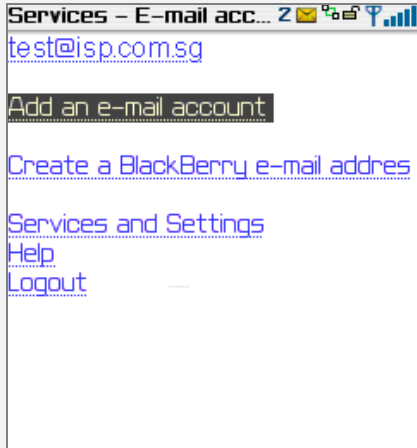 Services - E-mail acc... 2
test@isp.com.sg
Add an e-mail account
Create a BlackBerry e-mail addres
Services and Settings
Help
Logout